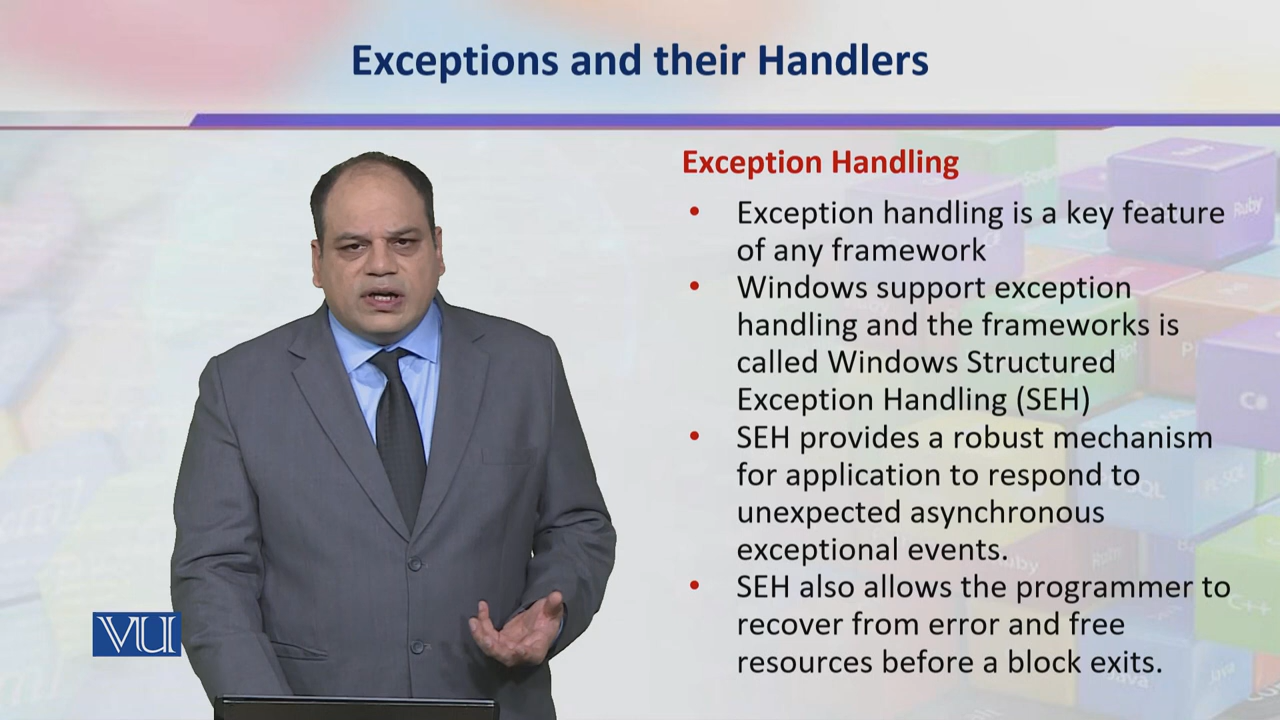 Exceptions and their Handlers
Exception Handling
• Exception handling is a key feature
of any framework
• Windows support exception
handling and the frameworks is
called Windows Structured
Exception Handling (SEH)
• SEH provides a robust mechanism
for application to respond to
unexpected asynchronous
exceptional events.
• SEH also allows the programmer to
recover from error and free
resources before a block exits.
VU
Ruby
C++
Java